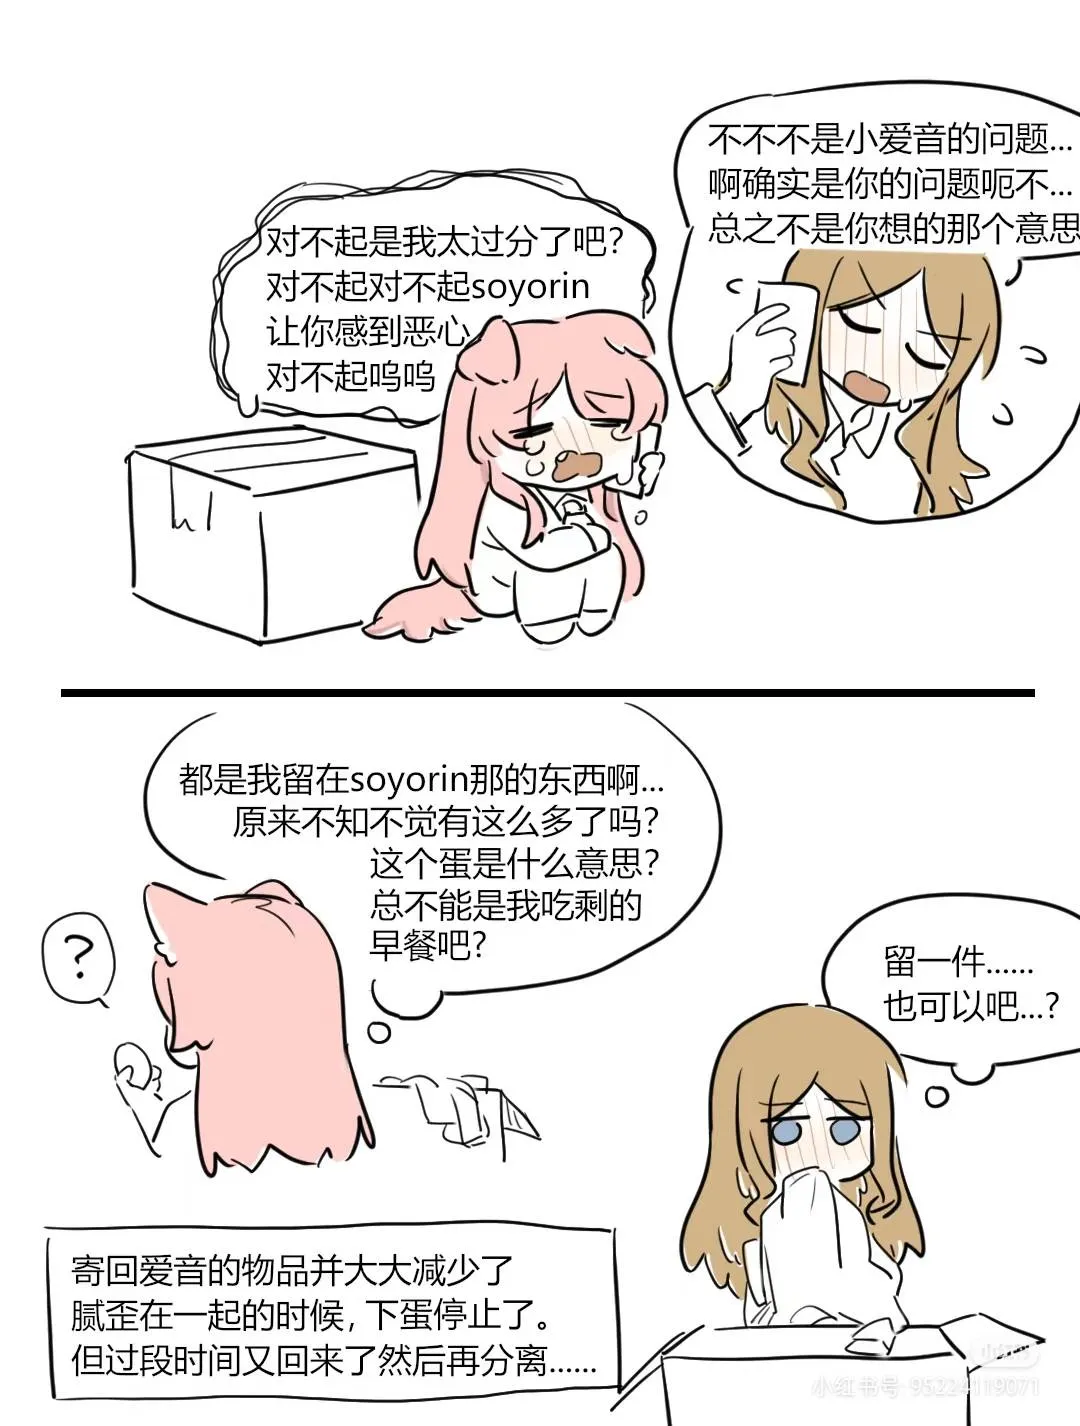 对不起是我太过分了吧？
对不起对不起soyorin
让你感到恶心
对不起呜呜
不不不是小爱音的问题...
啊确实是你的问题呃不...
总之不是你想的那个意思
都是我留在soyorin那的东西啊...
原来不知不觉有这么多了吗？
这个蛋是什么意思？
总不能是我吃剩的
早餐吧？
？
留一件......
也可以吧...？
寄回爱音的物品并大大减少了
腻歪在一起的时候，下蛋停止了。
但过段时间又回来了然后再分离......
小红书
小红书号 95224119071